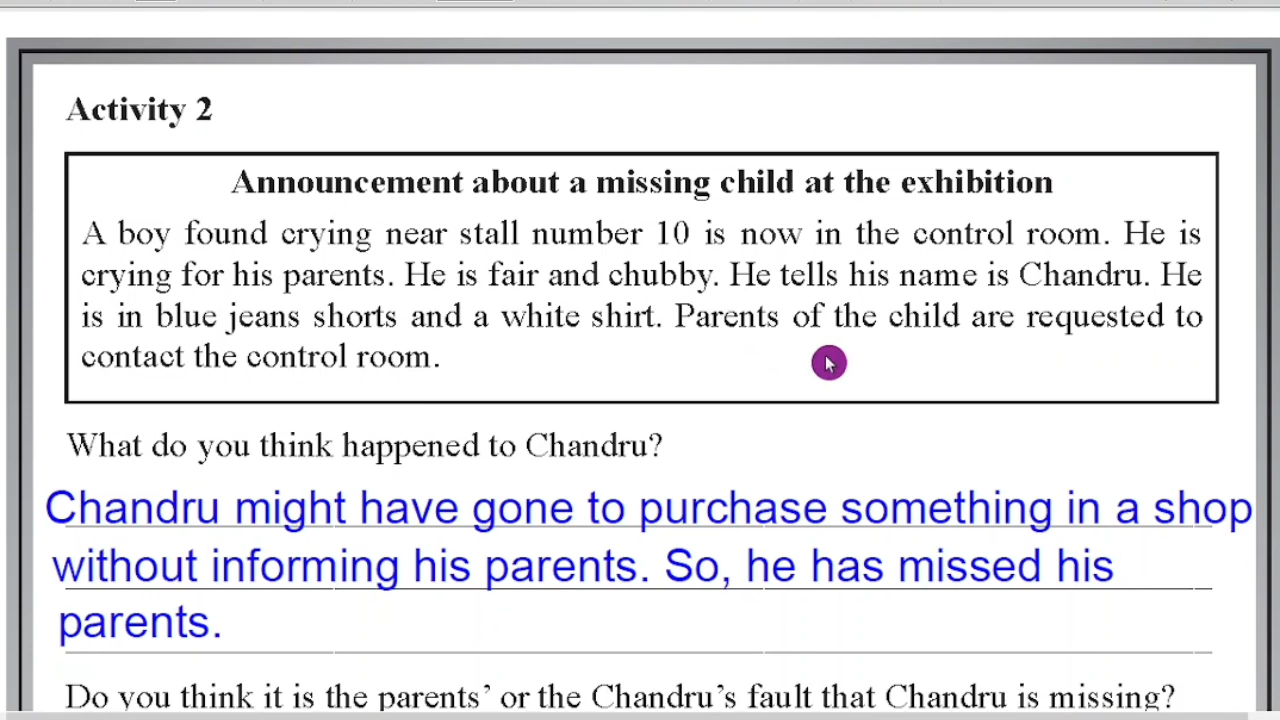 Activity 2
Announcement about a missing child at the exhibition
A boy found crying near stall number 10 is now in the control room. He is
crying for his parents. He is fair and chubby. He tells his name is Chandru. He
is in blue jeans shorts and a white shirt. Parents of the child are requested to
contact the control room.
What do you think happened to Chandru?
Chandru might have gone to purchase something in a shop
without informing his parents. So, he has missed his
parents.
Do you think it is the parents’ or the Chandru’s fault that Chandru is missing?